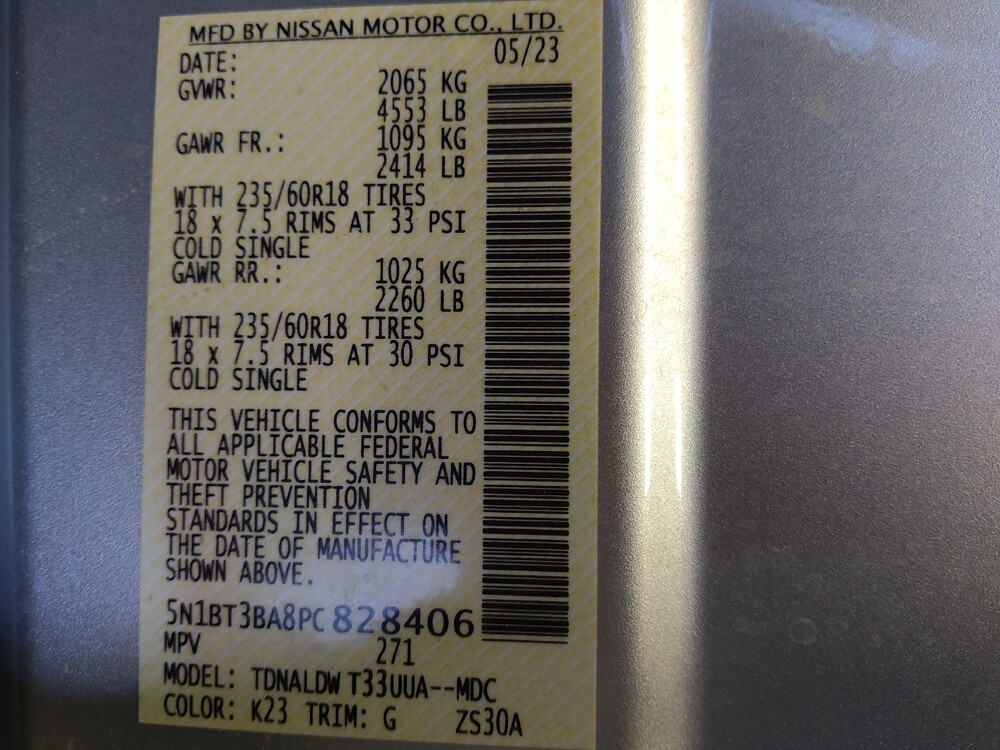 MFD BY NISSAN MOTOR CO., LTD.
DATE: 05/23
GVWR: 2065 KG
4553 LB
GAWR FR.: 1095 KG
2414 LB
WITH 235/60R18 TIRES
18 x 7.5 RIMS AT 33 PSI
COLD SINGLE
GAWR RR.: 1025 KG
2260 LB
WITH 235/60R18 TIRES
18 x 7.5 RIMS AT 30 PSI
COLD SINGLE
THIS VEHICLE CONFORMS TO
ALL APPLICABLE FEDERAL
MOTOR VEHICLE SAFETY AND
THEFT PREVENTION
STANDARDS IN EFFECT ON
THE DATE OF MANUFACTURE
SHOWN ABOVE.
5N1BT3BA8PC828406
MPV 271
MODEL: TDNALDW T33UUA--MDC
COLOR: K23 TRIM: G ZS30A